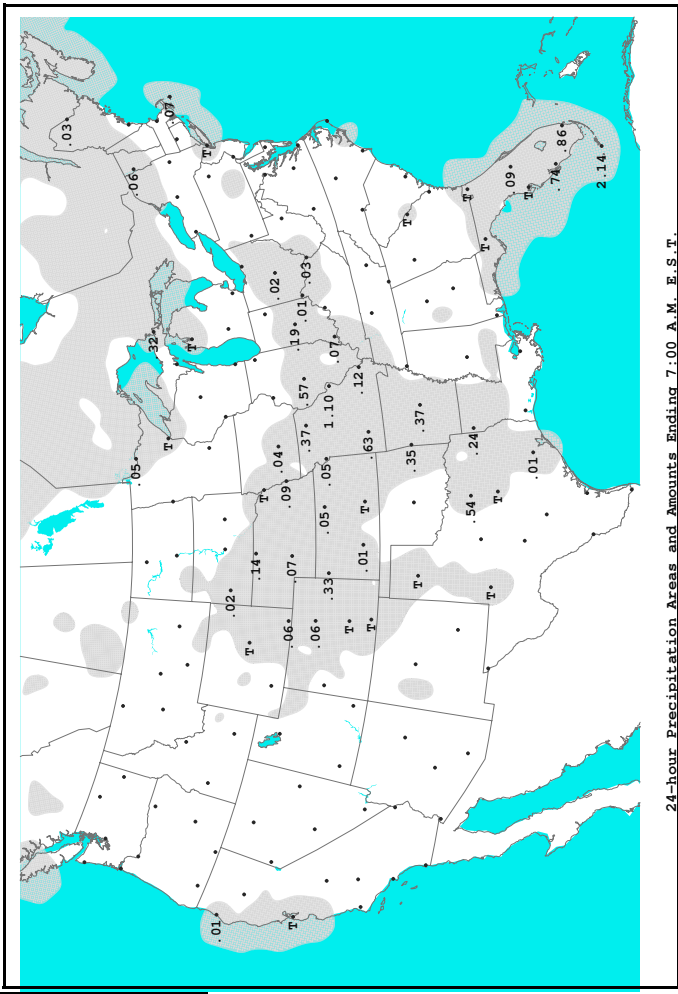 .03
.06
.05
.32
T
.07
T
T
.01
.02
T
.14
T
.02
.04
.09
.06
.07
T
.19
.01
.57
.37
.03
.06
.05
.05
.33
1.10
.07
T
.12
.01
T
.63
T
T
.35
T
.37
T
.54
.24
T
T
T
.09
T
.01
.74
.86
2.14
24-hour Precipitation Areas and Amounts Ending 7:00 A.M. E.S.T.